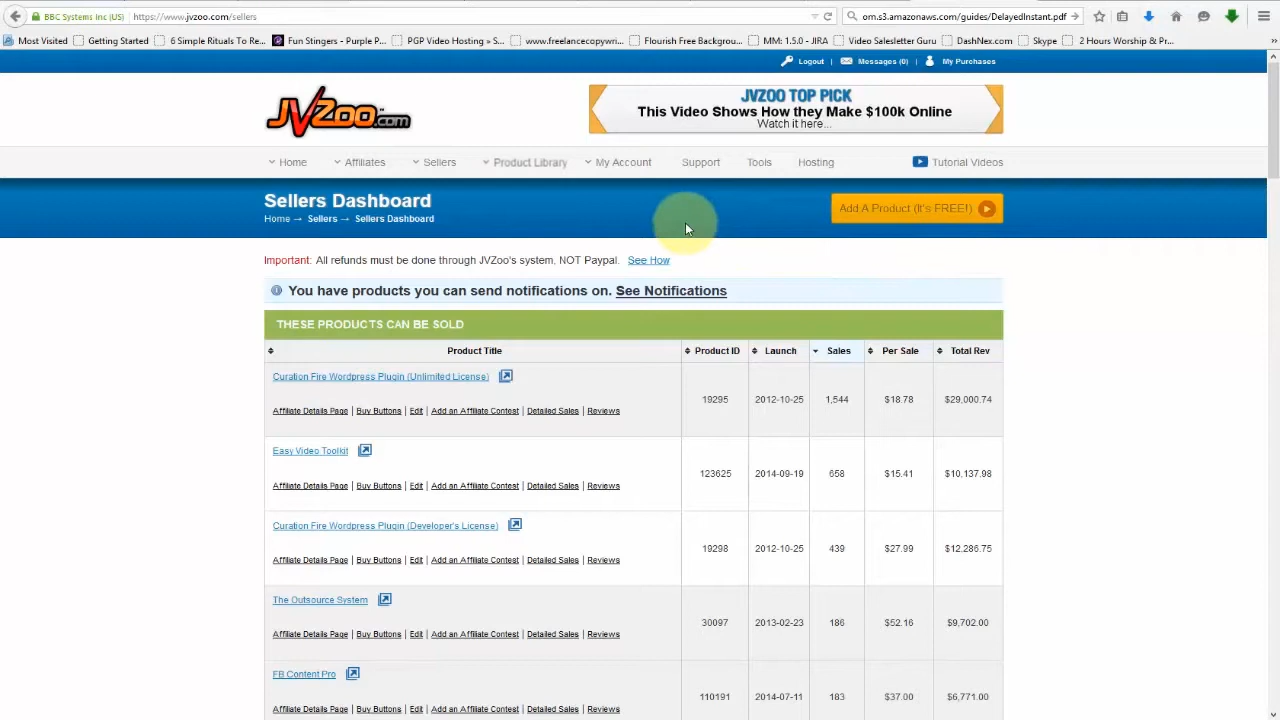 BBC Systems Inc (US) https://www.jvzoo.com/sellers om.s3.amazonaws.com/guides/DelayedInstant.pdf
Most Visited Getting Started 6 Simple Rituals To Re... Fun Stingers - Purple P... PGP Video Hosting » S... www.freelancecopywri... Flourish Free Backgrou... MM: 1.5.0 - JIRA Video Salesletter Guru DashNex.com Skype 2 Hours Worship & Pr...
Logout | Messages (0) | My Purchases
JVZoo.com
JVZOO TOP PICK
This Video Shows How they Make $100k Online
Watch it here...
Home Affiliates Sellers Product Library My Account Support Tools Hosting Tutorial Videos
Sellers Dashboard
Home → Sellers → Sellers Dashboard
Add A Product (It's FREE!)
Important: All refunds must be done through JVZoo's system, NOT Paypal. See How
You have products you can send notifications on. See Notifications
THESE PRODUCTS CAN BE SOLD
Product Title Product ID Launch Sales Per Sale Total Rev
Curation Fire Wordpress Plugin (Unlimited License)
Affiliate Details Page | Buy Buttons | Edit | Add an Affiliate Contest | Detailed Sales | Reviews
19295 2012-10-25 1,544 $18.78 $29,000.74
Easy Video Toolkit
Affiliate Details Page | Buy Buttons | Edit | Add an Affiliate Contest | Detailed Sales | Reviews
123625 2014-09-19 658 $15.41 $10,137.98
Curation Fire Wordpress Plugin (Developer's License)
Affiliate Details Page | Buy Buttons | Edit | Add an Affiliate Contest | Detailed Sales | Reviews
19298 2012-10-25 439 $27.99 $12,286.75
The Outsource System
Affiliate Details Page | Buy Buttons | Edit | Add an Affiliate Contest | Detailed Sales | Reviews
30097 2013-02-23 186 $52.16 $9,702.00
FB Content Pro
Affiliate Details Page | Buy Buttons | Edit | Add an Affiliate Contest | Detailed Sales | Reviews
110191 2014-07-11 183 $37.00 $6,771.00